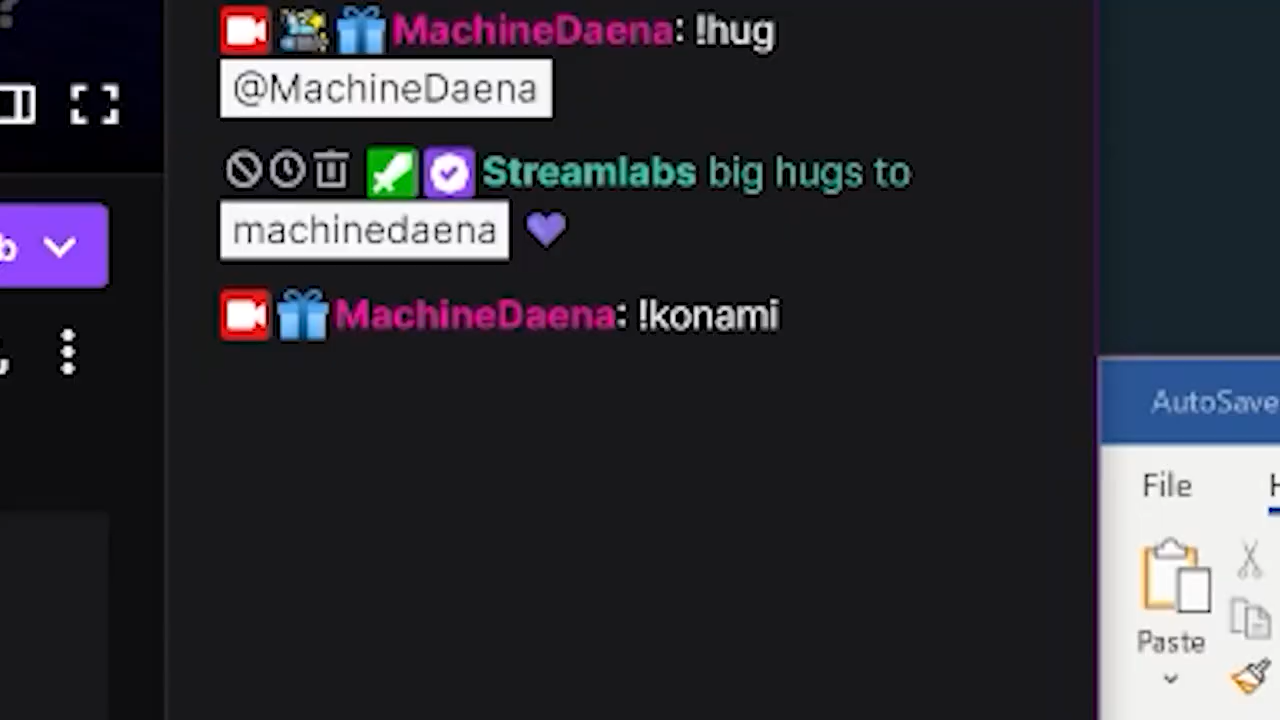 MachineDaena: !hug
@MachineDaena
Streamlabs big hugs to
machinedaena
MachineDaena: !konami
AutoSave
File
Paste